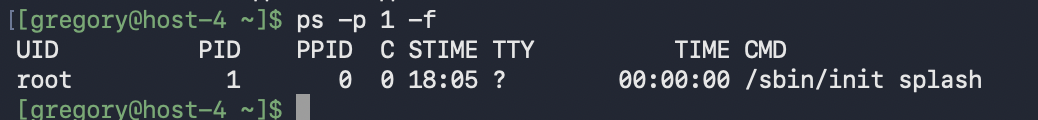 [[gregory@host-4 ~]$ ps -p 1 -f
UID          PID    PPID  C STIME TTY          TIME CMD
root           1       0  0 18:05 ?        00:00:00 /sbin/init splash
[gregory@host-4 ~]$